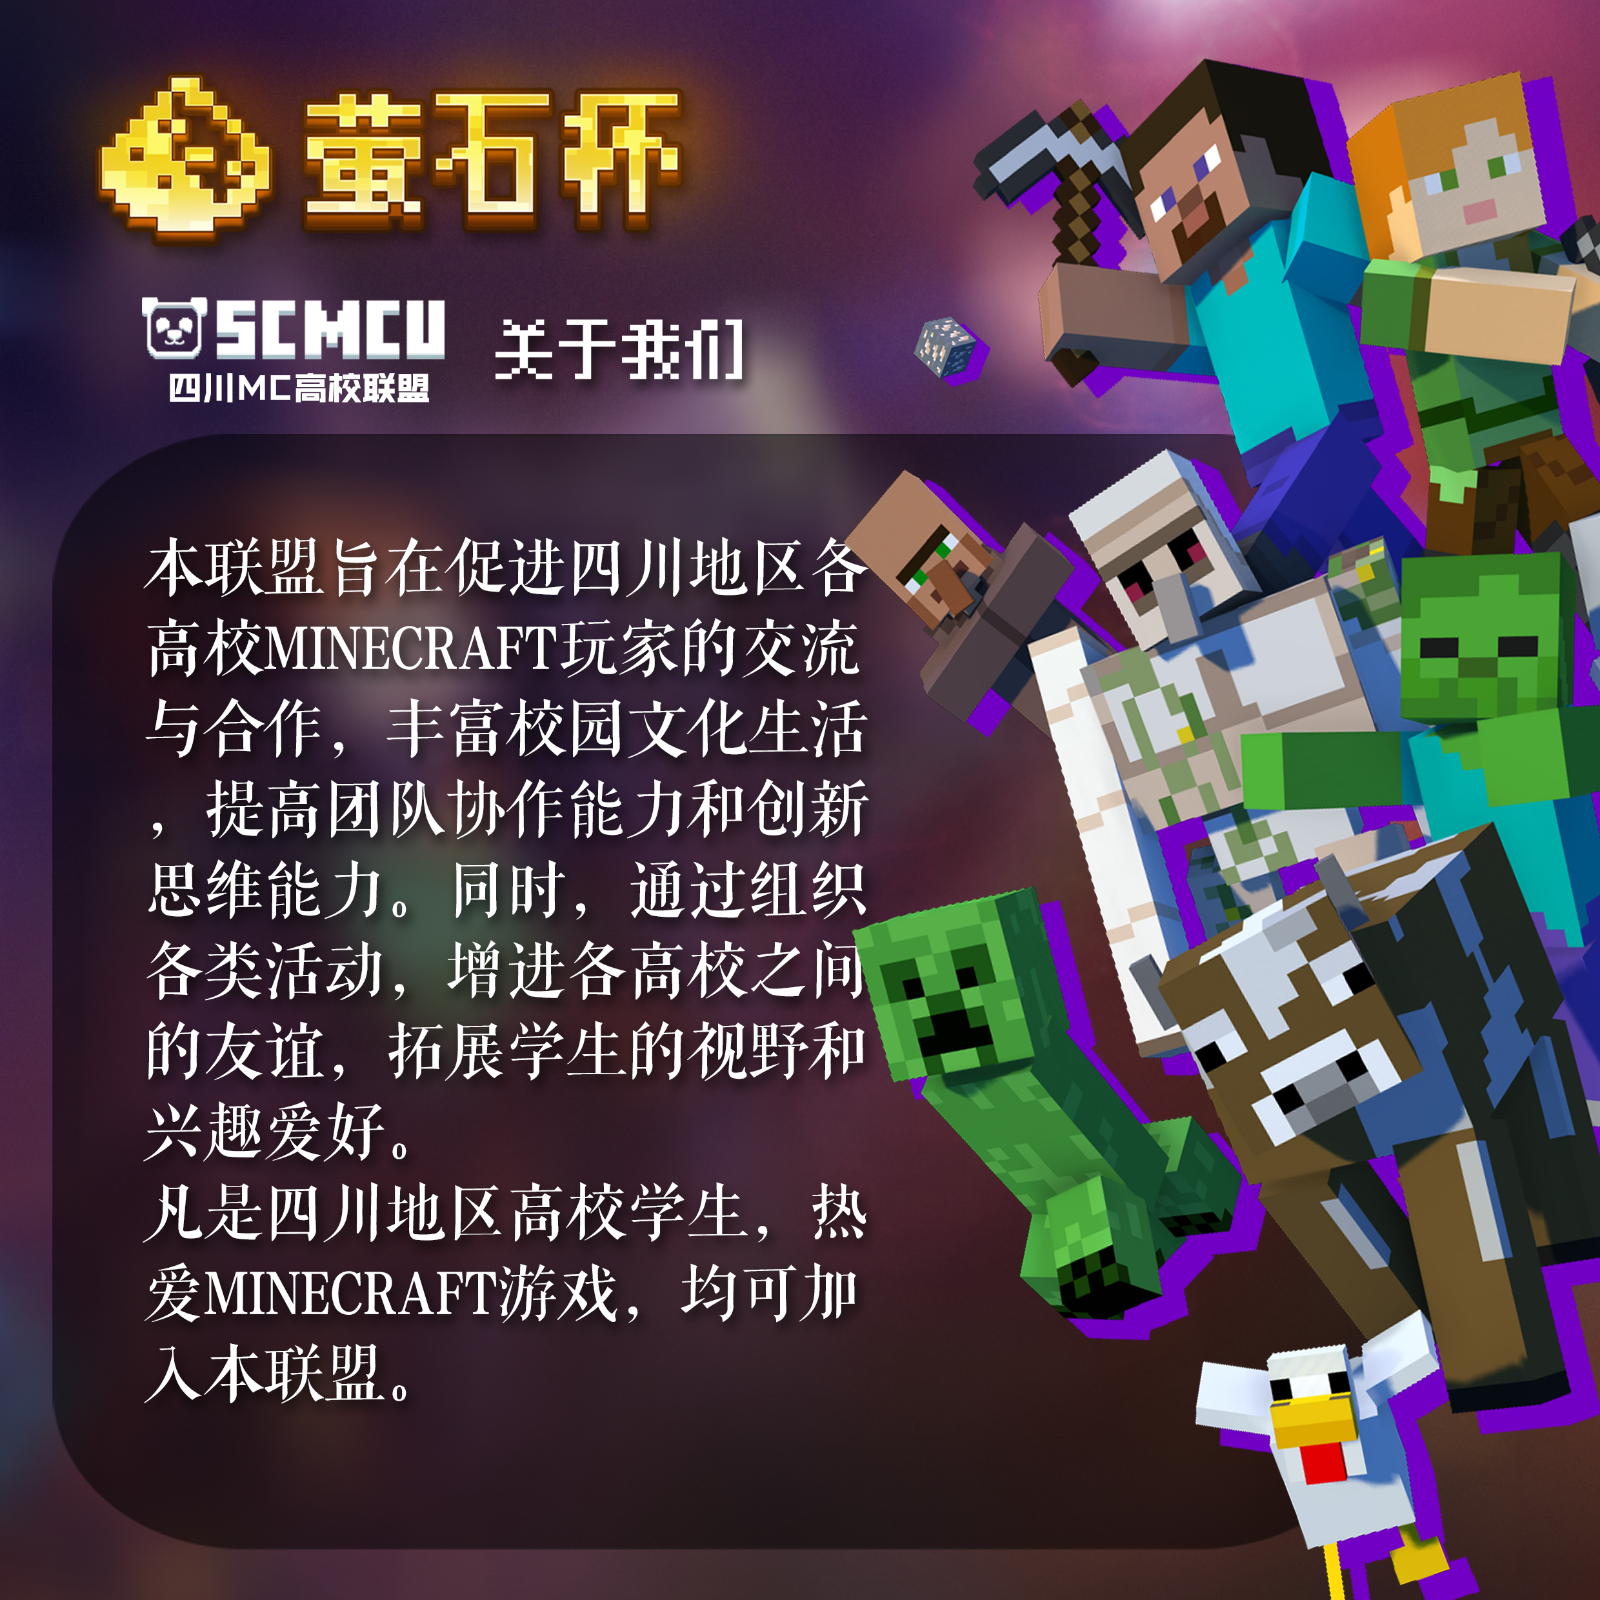 萤石杯
SCMCU
四川MC高校联盟
关于我们
本联盟旨在促进四川地区各
高校MINECRAFT玩家的交流
与合作，丰富校园文化生活
，提高团队协作能力和创新
思维能力。同时，通过组织
各类活动，增进各高校之间
的友谊，拓展学生的视野和
兴趣爱好。
凡是四川地区高校学生，热
爱MINECRAFT游戏，均可加
入本联盟。